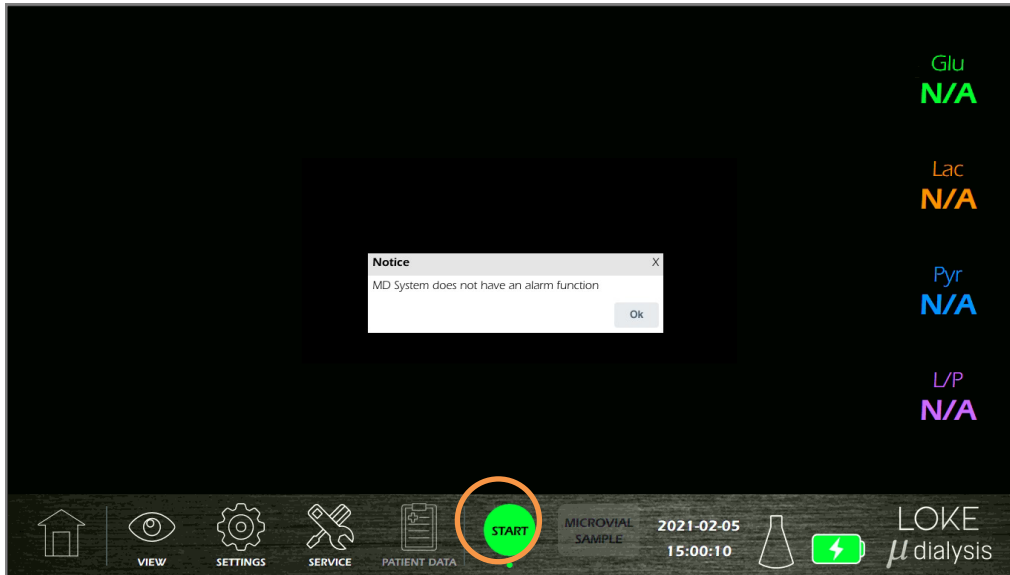 Glu
N/A
Lac
N/A
Notice X
MD System does not have an alarm function
Ok
Pyr
N/A
L/P
N/A
VIEW
SETTINGS
SERVICE
PATIENT DATA
START
MICROVIAL
SAMPLE
2021-02-05
15:00:10
LOKE
μ dialysis